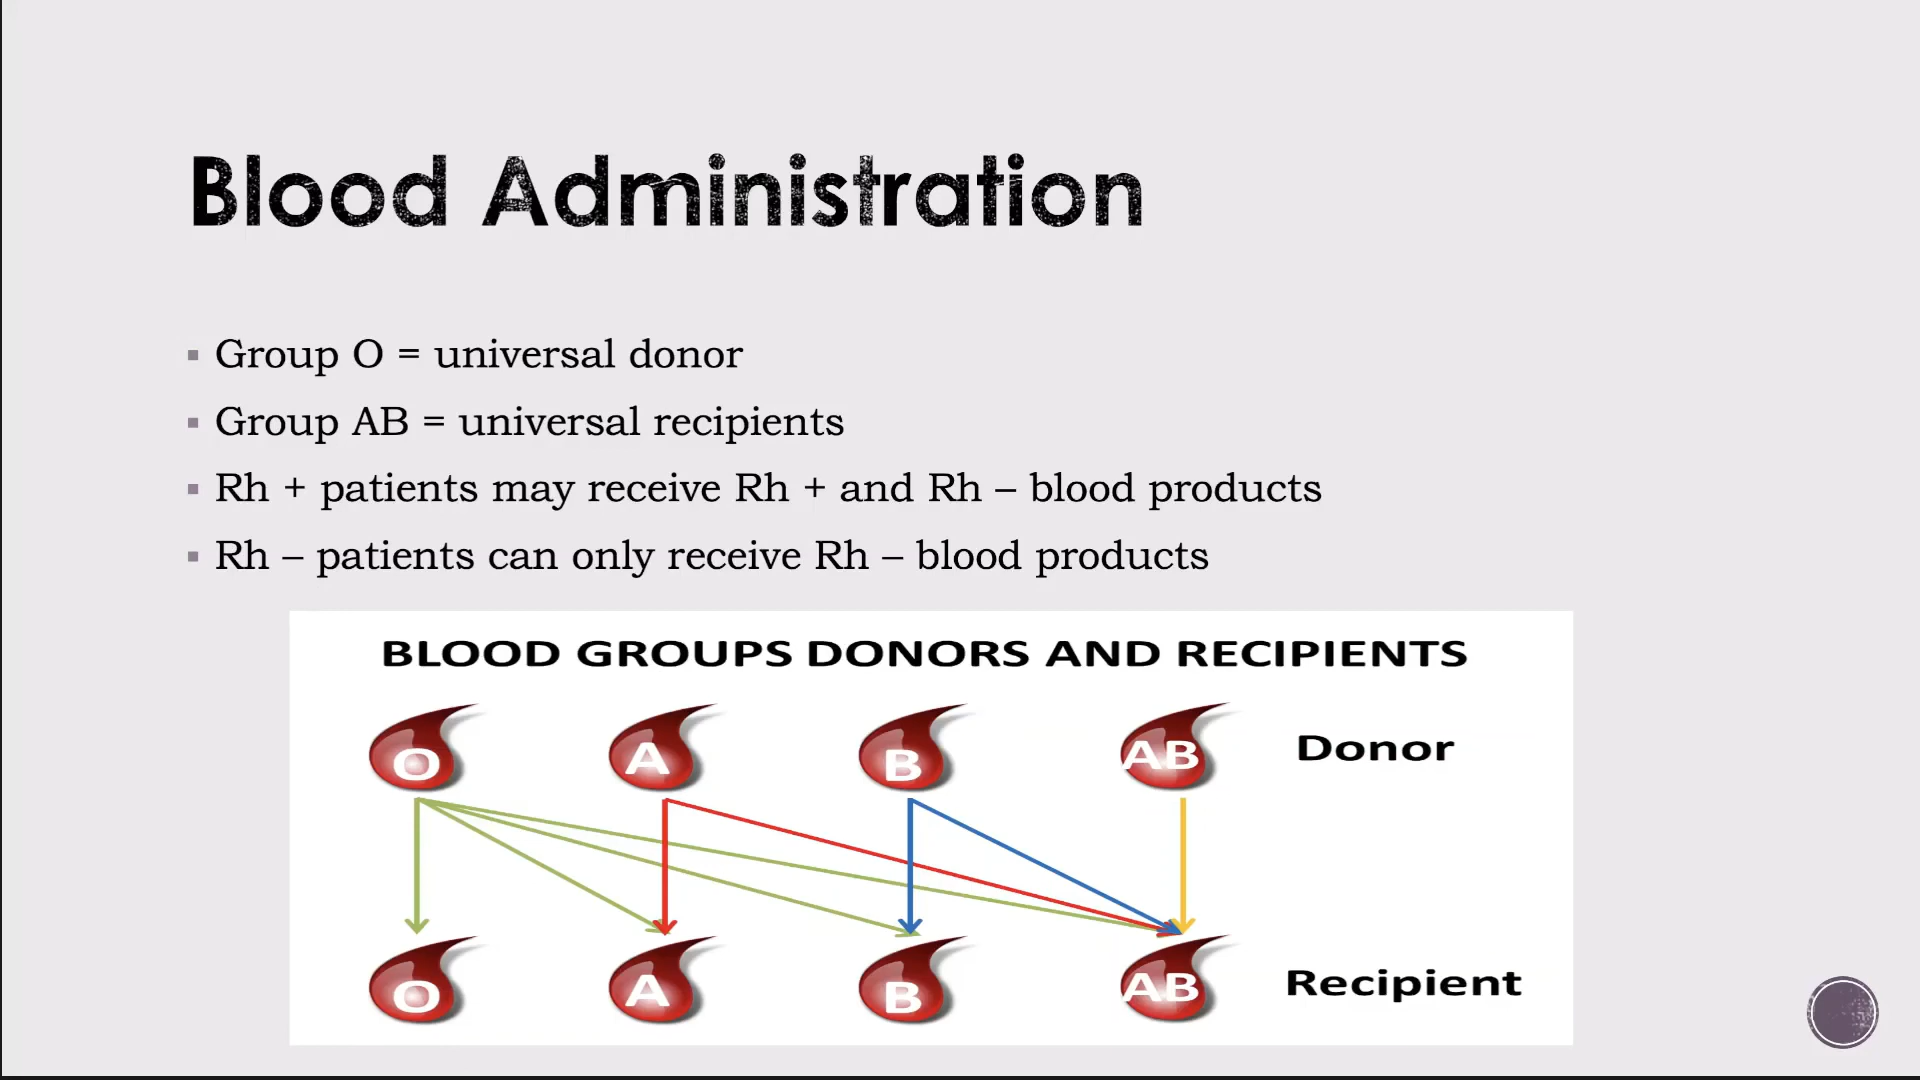 Blood Administration
▪ Group O = universal donor
▪ Group AB = universal recipients
▪ Rh + patients may receive Rh + and Rh – blood products
▪ Rh – patients can only receive Rh – blood products
BLOOD GROUPS DONORS AND RECIPIENTS
O A B AB Donor
O A B AB Recipient